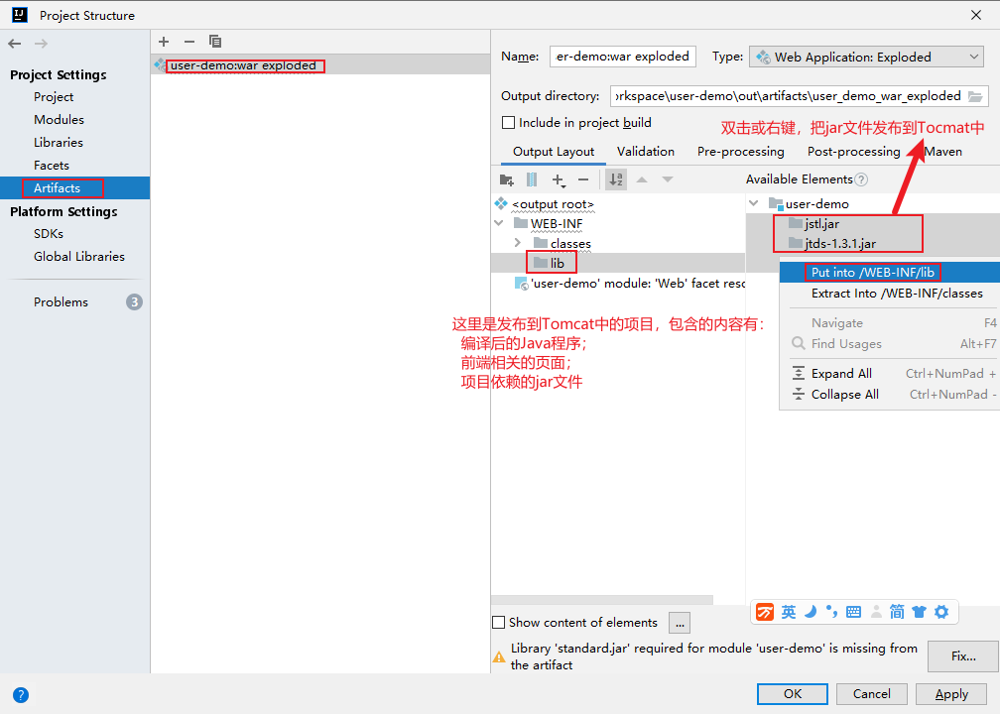 Project Structure
Project Settings
Project
Modules
Libraries
Facets
Artifacts
Platform Settings
SDKs
Global Libraries
Problems 3
user-demo:war exploded
Name: er-demo:war exploded Type: Web Application: Exploded
Output directory: orkspace\user-demo\out\artifacts\user_demo_war_exploded
Include in project build
双击或右键，把jar文件发布到Tocmat中
Output Layout Validation Pre-processing Post-processing Maven
Available Elements ?
<output root>
WEB-INF
classes
lib
'user-demo' module: 'Web' facet resc
user-demo
jstl.jar
jtds-1.3.1.jar
Put into /WEB-INF/lib
Extract Into /WEB-INF/classes
Navigate F4
Find Usages Alt+F7
Expand All Ctrl+NumPad +
Collapse All Ctrl+NumPad -
这里是发布到Tomcat中的项目，包含的内容有：
编译后的Java程序；
前端相关的页面；
项目依赖的jar文件
英 简
Show content of elements ...
Library 'standard.jar' required for module 'user-demo' is missing from
the artifact
Fix...
? OK Cancel Apply